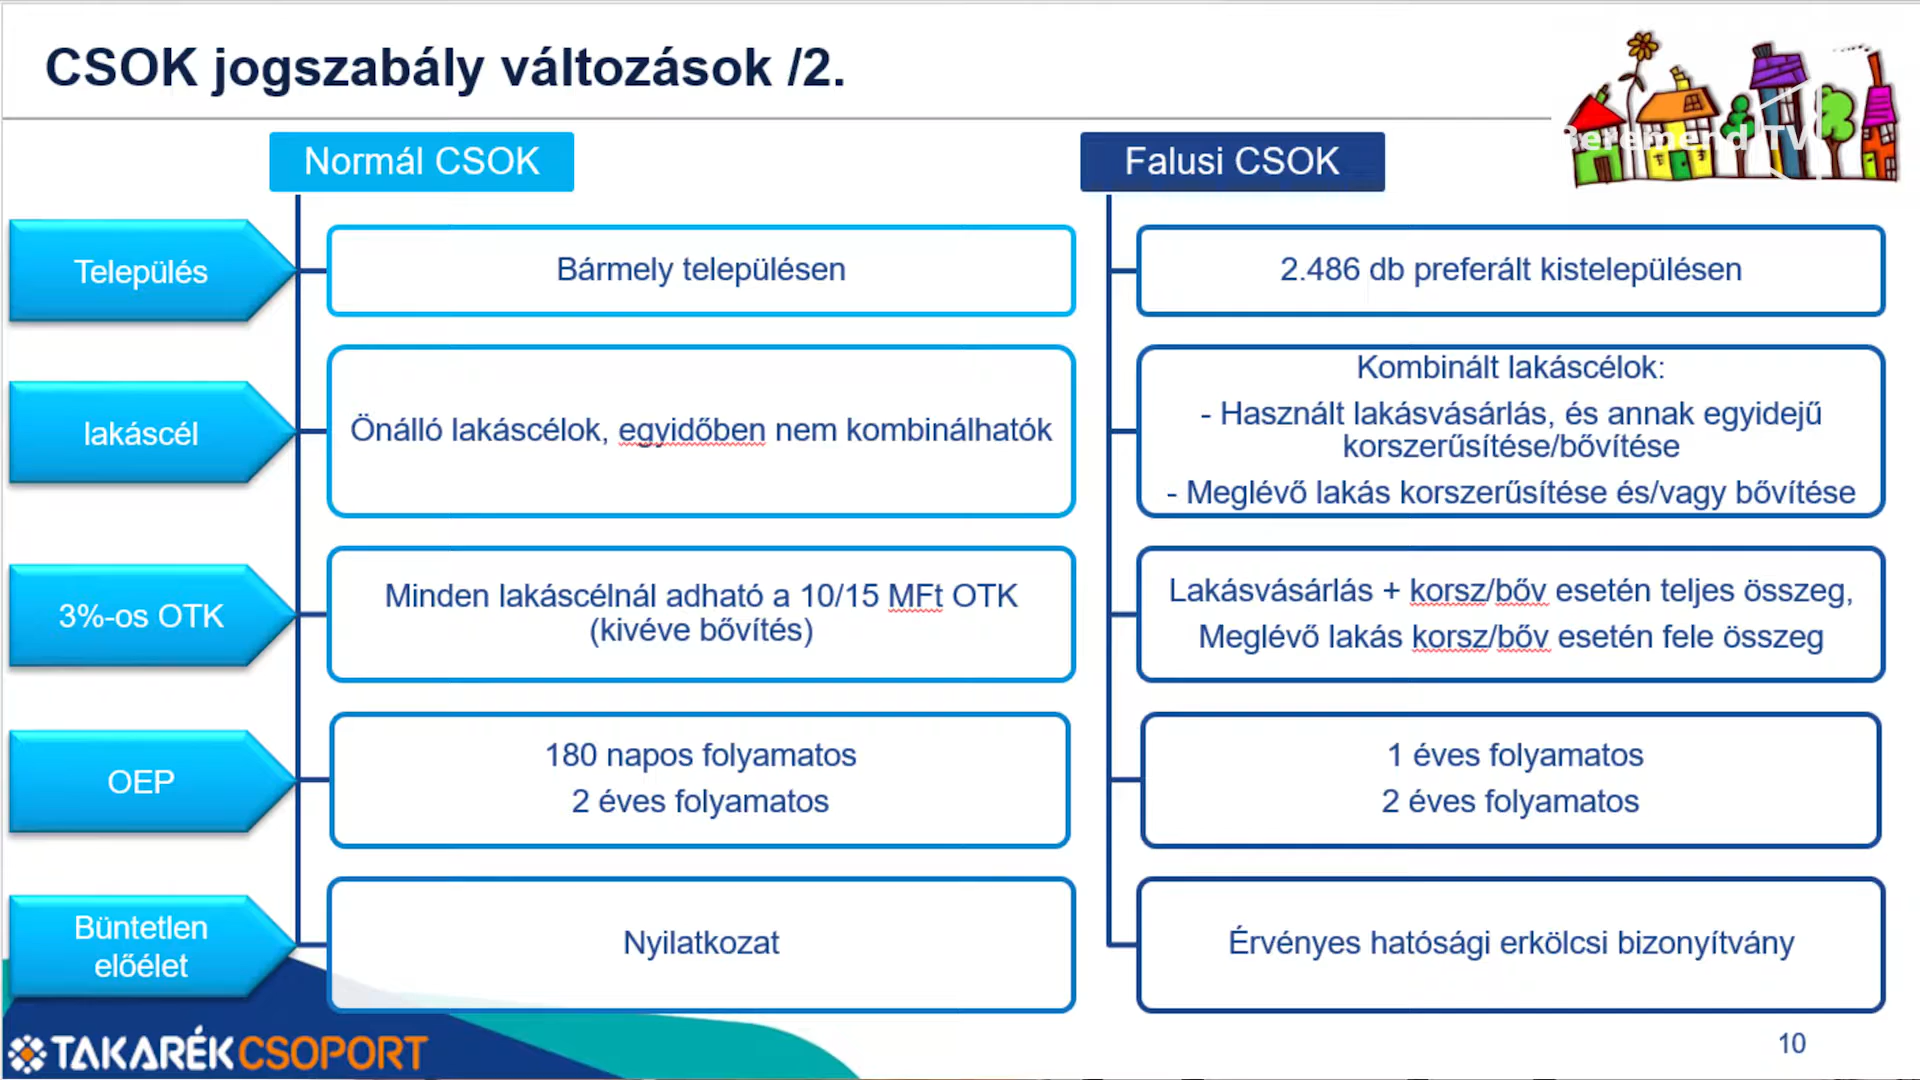 CSOK jogszabály változások /2.
Beremend TV
Normál CSOK
Falusi CSOK
Település
Bármely településen
2.486 db preferált kistelepülésen
lakáscél
Önálló lakáscélok, egyidőben nem kombinálhatók
Kombinált lakáscélok:
- Használt lakásvásárlás, és annak egyidejű
korszerűsítése/bővítése
- Meglévő lakás korszerűsítése és/vagy bővítése
3%-os OTK
Minden lakáscélnál adható a 10/15 MFt OTK
(kivéve bővítés)
Lakásvásárlás + korsz/bőv esetén teljes összeg,
Meglévő lakás korsz/bőv esetén fele összeg
OEP
180 napos folyamatos
2 éves folyamatos
1 éves folyamatos
2 éves folyamatos
Büntetlen
előélet
Nyilatkozat
Érvényes hatósági erkölcsi bizonyítvány
TAKARÉKCSOPORT
10